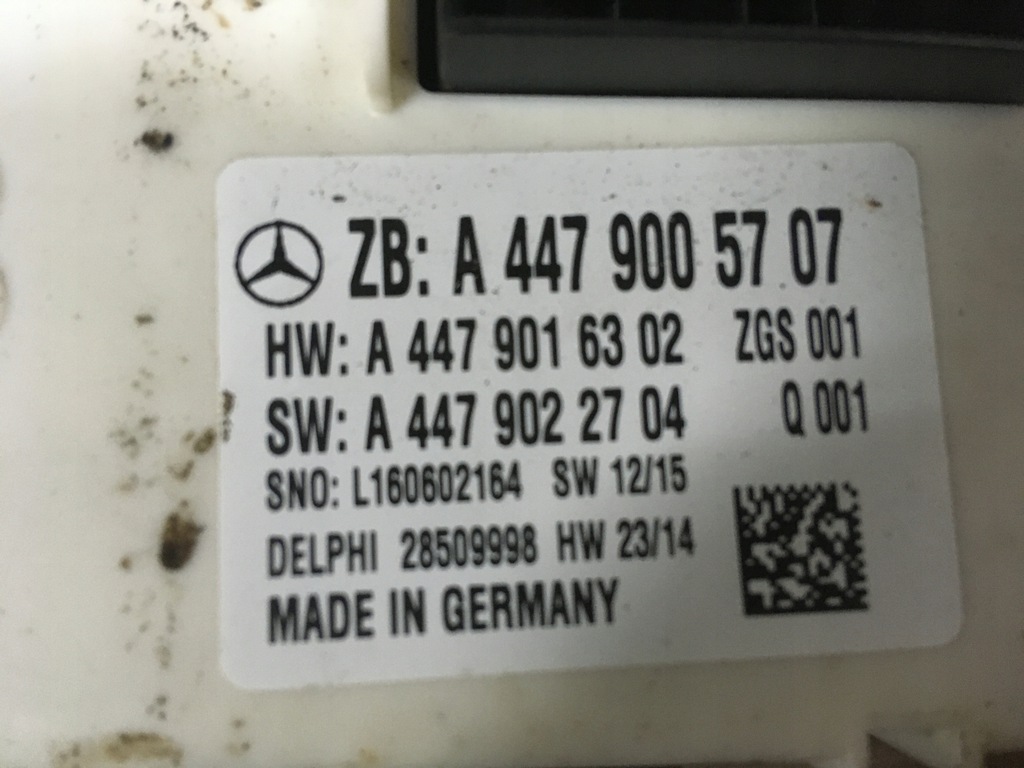 ZB: A 447 900 57 07
HW: A 447 901 63 02 ZGS 001
SW: A 447 902 27 04 Q 001
SNO: L160602164 SW 12/15
DELPHI 28509998 HW 23/14
MADE IN GERMANY